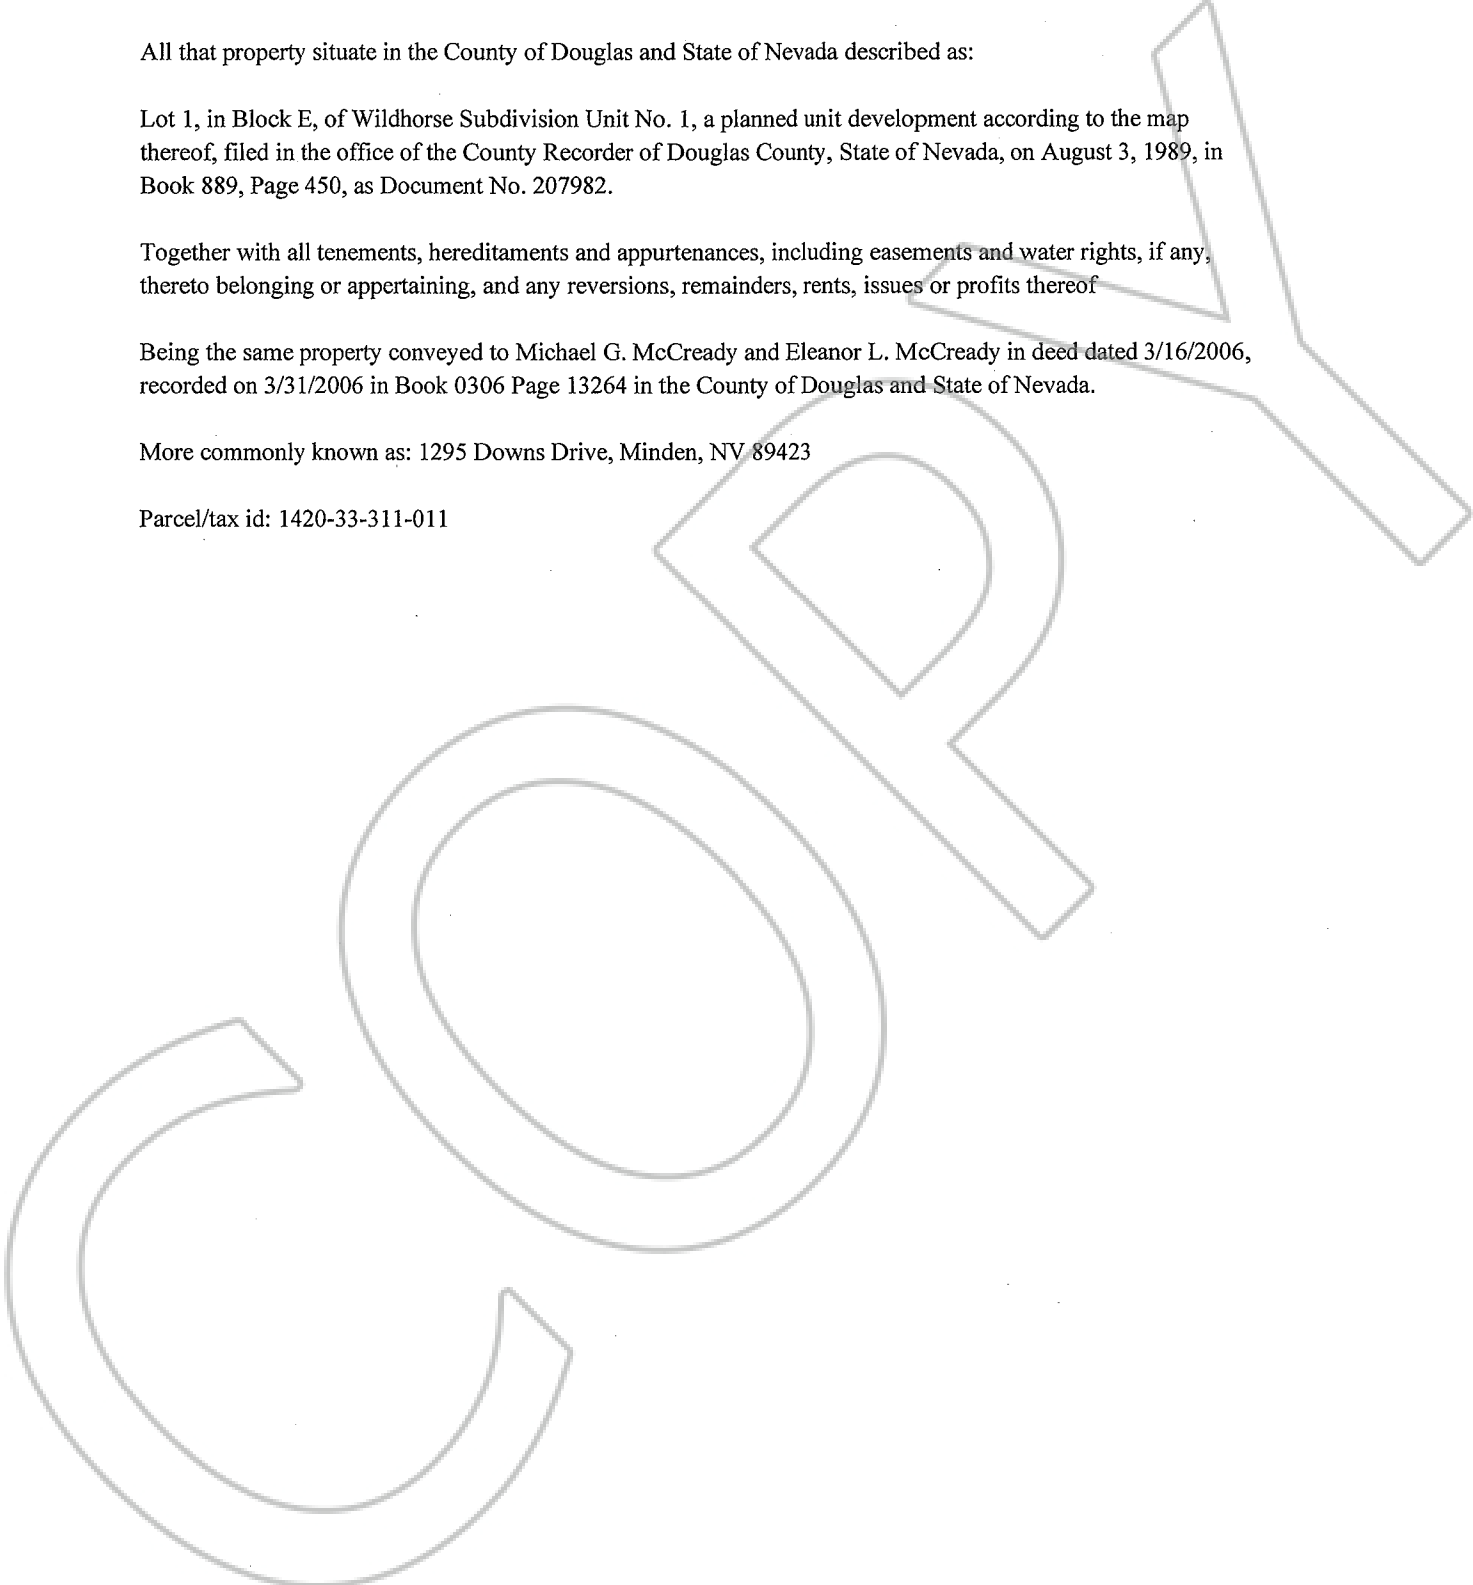 All that property situate in the County of Douglas and State of Nevada described as:
Lot 1, in Block E, of Wildhorse Subdivision Unit No. 1, a planned unit development according to the map
thereof, filed in the office of the County Recorder of Douglas County, State of Nevada, on August 3, 1989, in
Book 889, Page 450, as Document No. 207982.
Together with all tenements, hereditaments and appurtenances, including easements and water rights, if any,
thereto belonging or appertaining, and any reversions, remainders, rents, issues or profits thereof
Being the same property conveyed to Michael G. McCready and Eleanor L. McCready in deed dated 3/16/2006,
recorded on 3/31/2006 in Book 0306 Page 13264 in the County of Douglas and State of Nevada.
More commonly known as: 1295 Downs Drive, Minden, NV 89423
Parcel/tax id: 1420-33-311-011
COPY